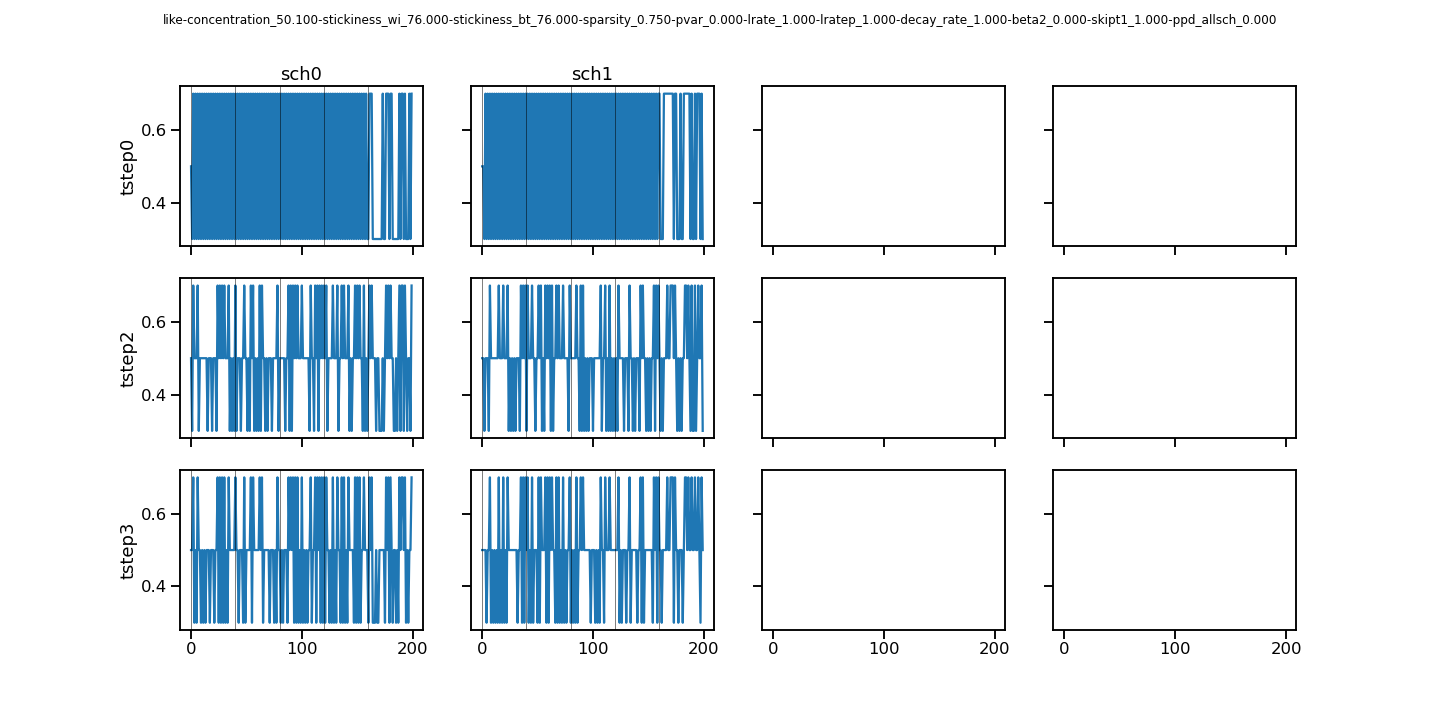 like-concentration_50.100-stickiness_wi_76.000-stickiness_bt_76.000-sparsity_0.750-pvar_0.000-lrate_1.000-lratep_1.000-decay_rate_1.000-beta2_0.000-skipt1_1.000-ppd_allsch_0.000
sch0 sch1
tstep0 0.6 0.4
tstep2 0.6 0.4
tstep3 0.6 0.4
0 100 200 0 100 200 0 100 200 0 100 200